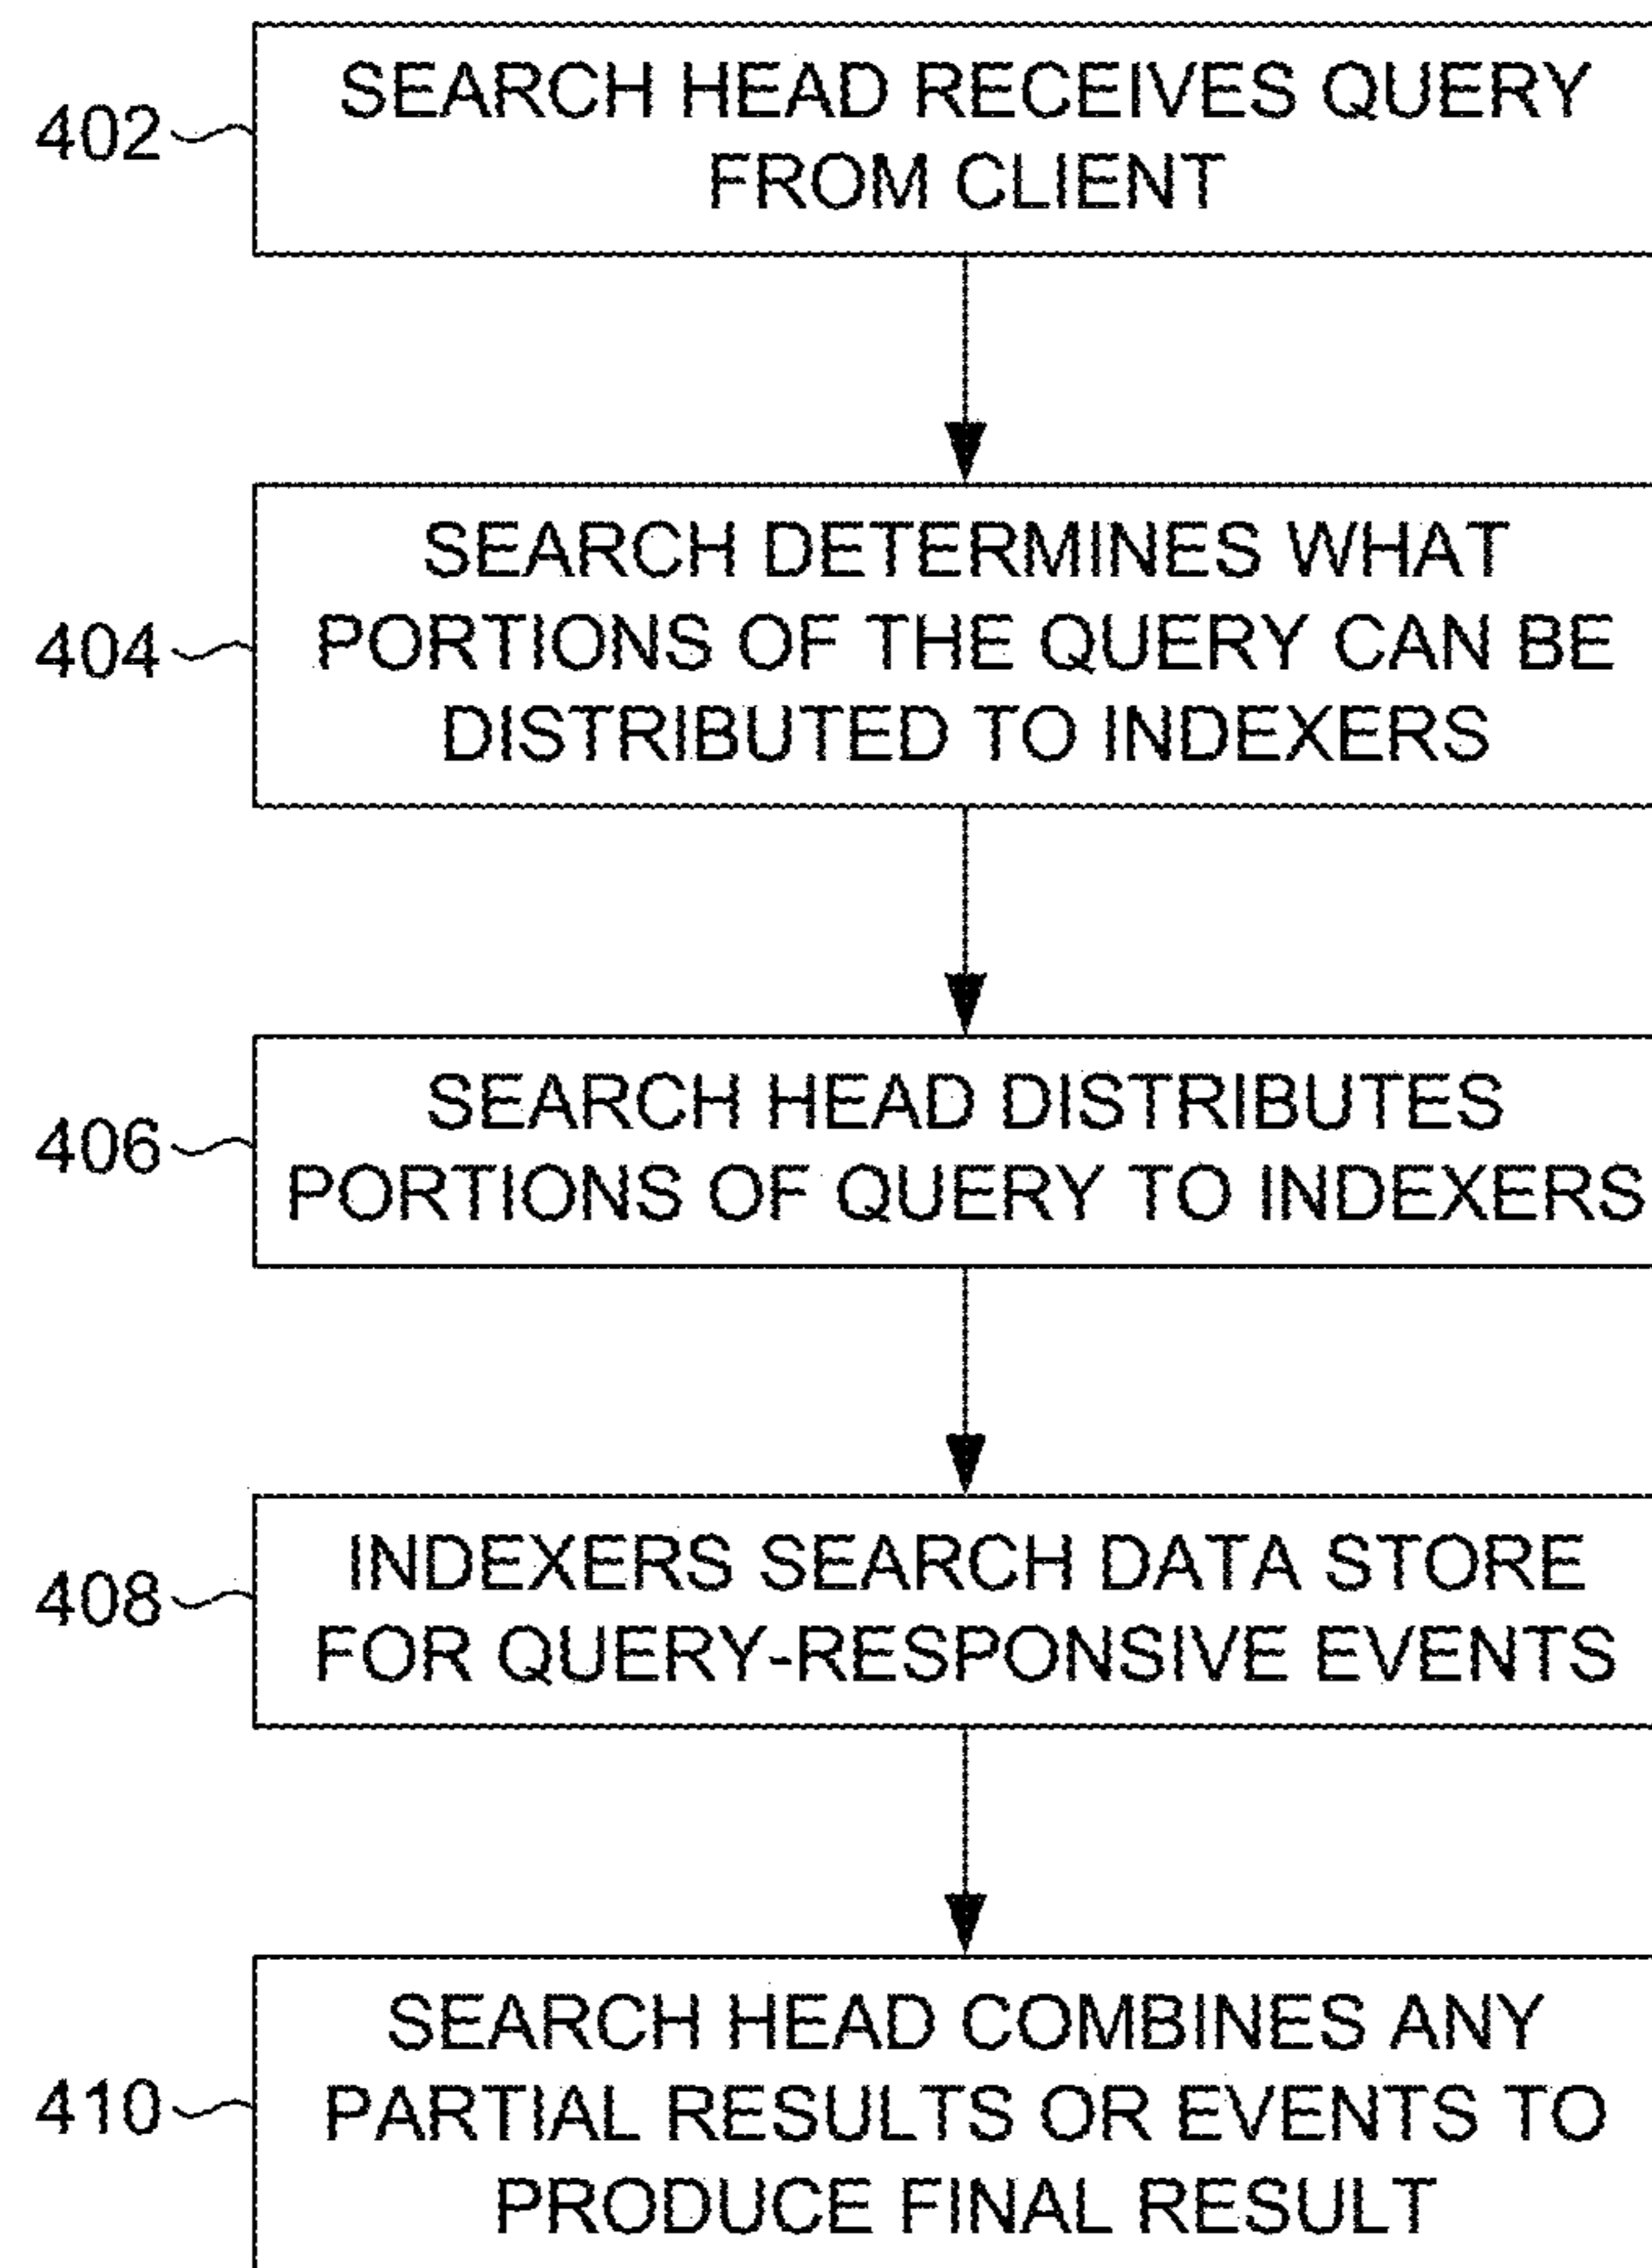 402
SEARCH HEAD RECEIVES QUERY
FROM CLIENT
404
SEARCH DETERMINES WHAT
PORTIONS OF THE QUERY CAN BE
DISTRIBUTED TO INDEXERS
406
SEARCH HEAD DISTRIBUTES
PORTIONS OF QUERY TO INDEXERS
408
INDEXERS SEARCH DATA STORE
FOR QUERY-RESPONSIVE EVENTS
410
SEARCH HEAD COMBINES ANY
PARTIAL RESULTS OR EVENTS TO
PRODUCE FINAL RESULT